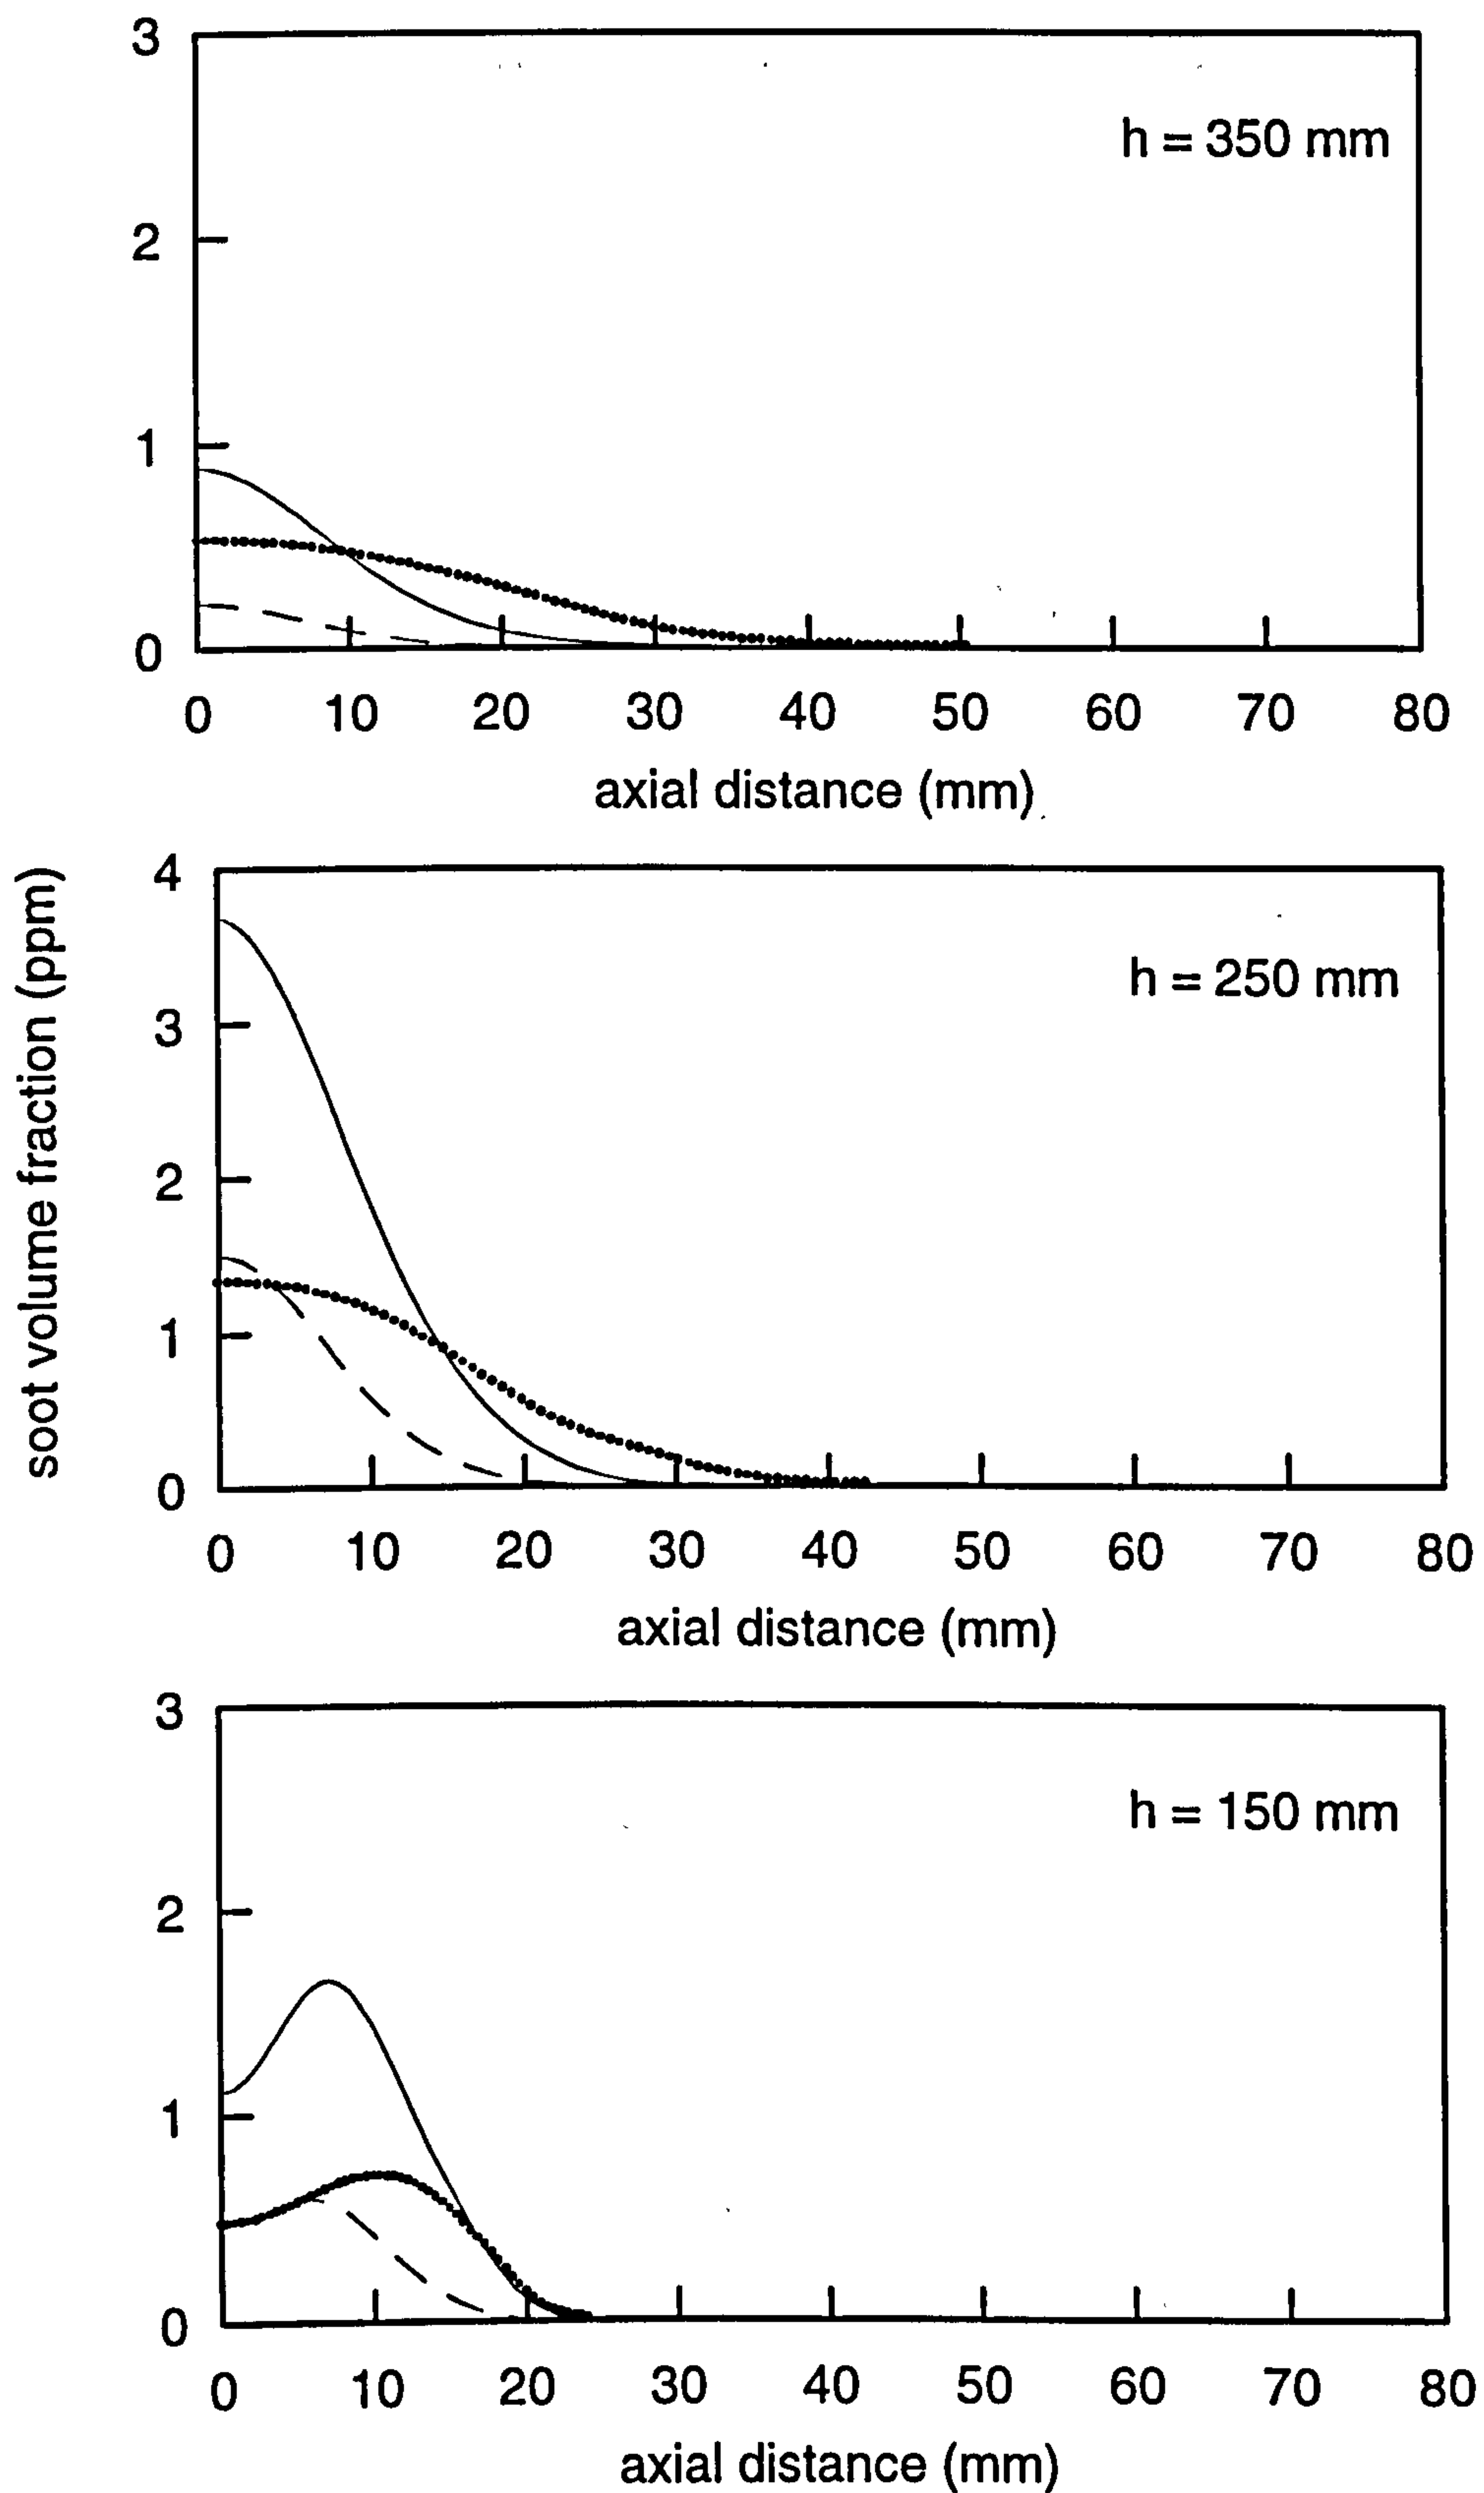 3
h = 350 mm
2
1
0
0 10 20 30 40 50 60 70 80
axial distance (mm)
soot volume fraction (ppm)
4
h = 250 mm
3
2
1
0
0 10 20 30 40 50 60 70 80
axial distance (mm)
3
h = 150 mm
2
1
0
0 10 20 30 40 50 60 70 80
axial distance (mm)